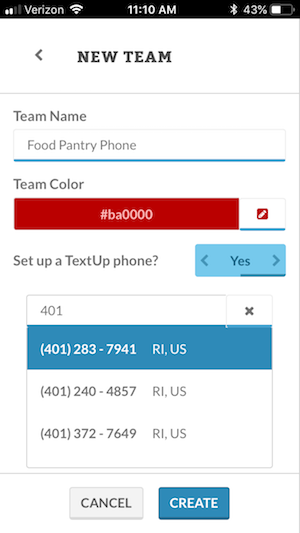 Verizon 11:10 AM 43%
NEW TEAM
Team Name
Food Pantry Phone
Team Color
#ba0000
Set up a TextUp phone? Yes
401
(401) 283 - 7941 RI, US
(401) 240 - 4857 RI, US
(401) 372 - 7649 RI, US
CANCEL CREATE